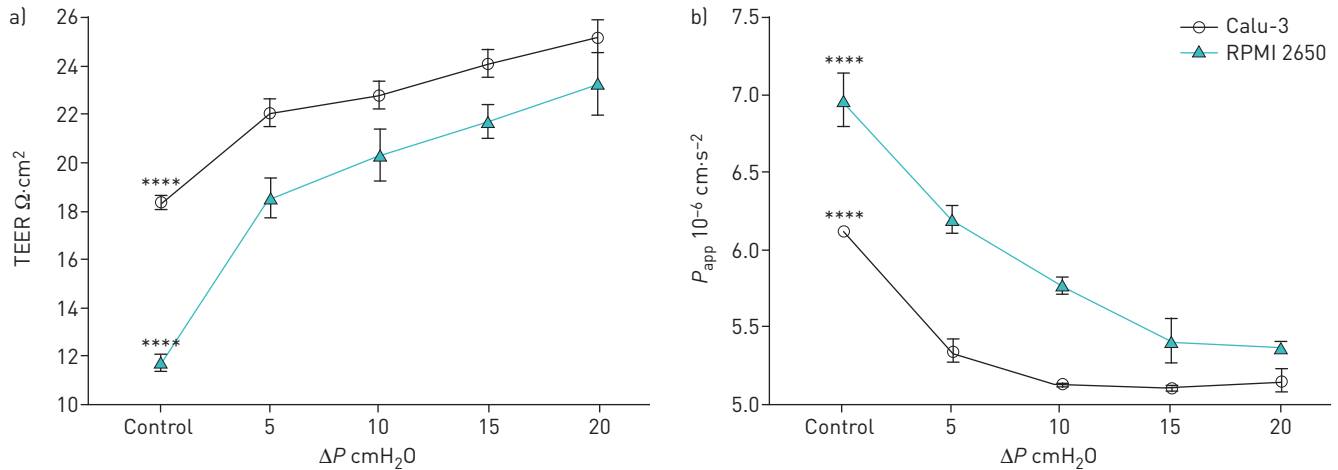 a)
TEER Ω·cm²
26
24
22
20
18
16
14
12
10
****
****
Control 5 10 15 20
ΔP cmH₂O
b)
Calu-3
RPMI 2650
P_app 10⁻⁶ cm·s⁻²
7.5
7.0
6.5
6.0
5.5
5.0
****
****
Control 5 10 15 20
ΔP cmH₂O